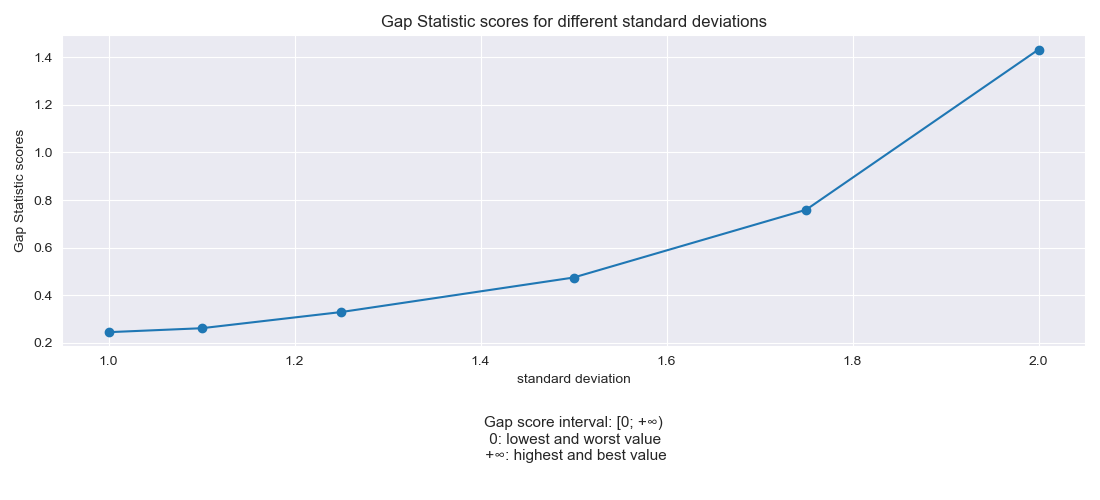 Gap Statistic scores for different standard deviations
Gap Statistic scores
1.4
1.2
1.0
0.8
0.6
0.4
0.2
1.0 1.2 1.4 1.6 1.8 2.0
standard deviation
Gap score interval: [0; +∞)
0: lowest and worst value
+∞: highest and best value